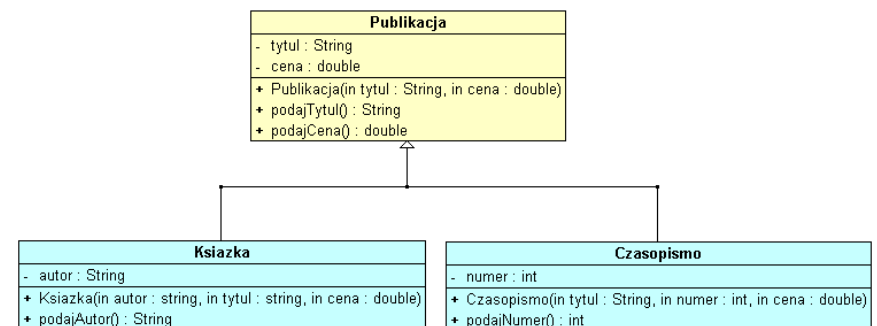 Publikacja
- tytul : String
- cena : double
+ Publikacja(in tytul : String, in cena : double)
+ podajTytul() : String
+ podajCena() : double
Ksiazka
- autor : String
+ Ksiazka(in autor : string, in tytul : string, in cena : double)
+ podajAutor() : String
Czasopismo
- numer : int
+ Czasopismo(in tytul : String, in numer : int, in cena : double)
+ podajNumer() : int